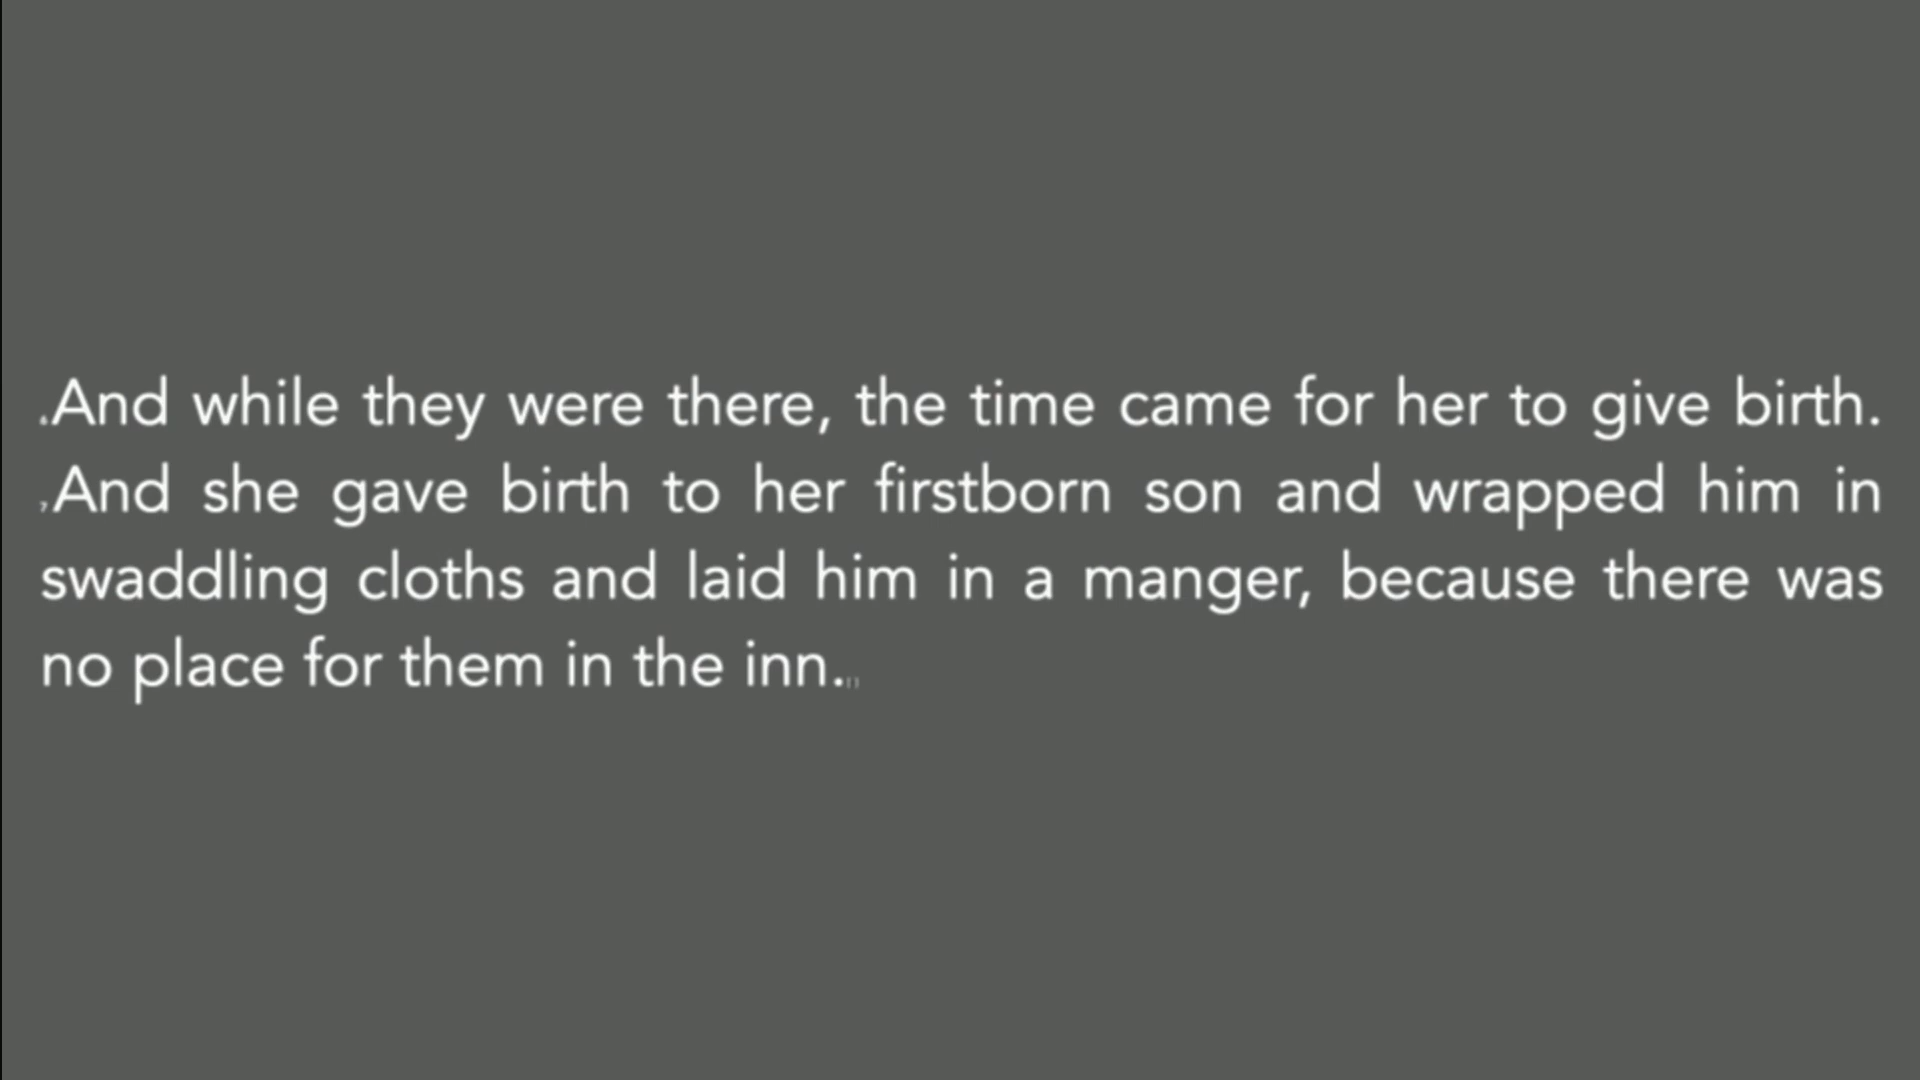 And while they were there, the time came for her to give birth.
And she gave birth to her firstborn son and wrapped him in
swaddling cloths and laid him in a manger, because there was
no place for them in the inn.